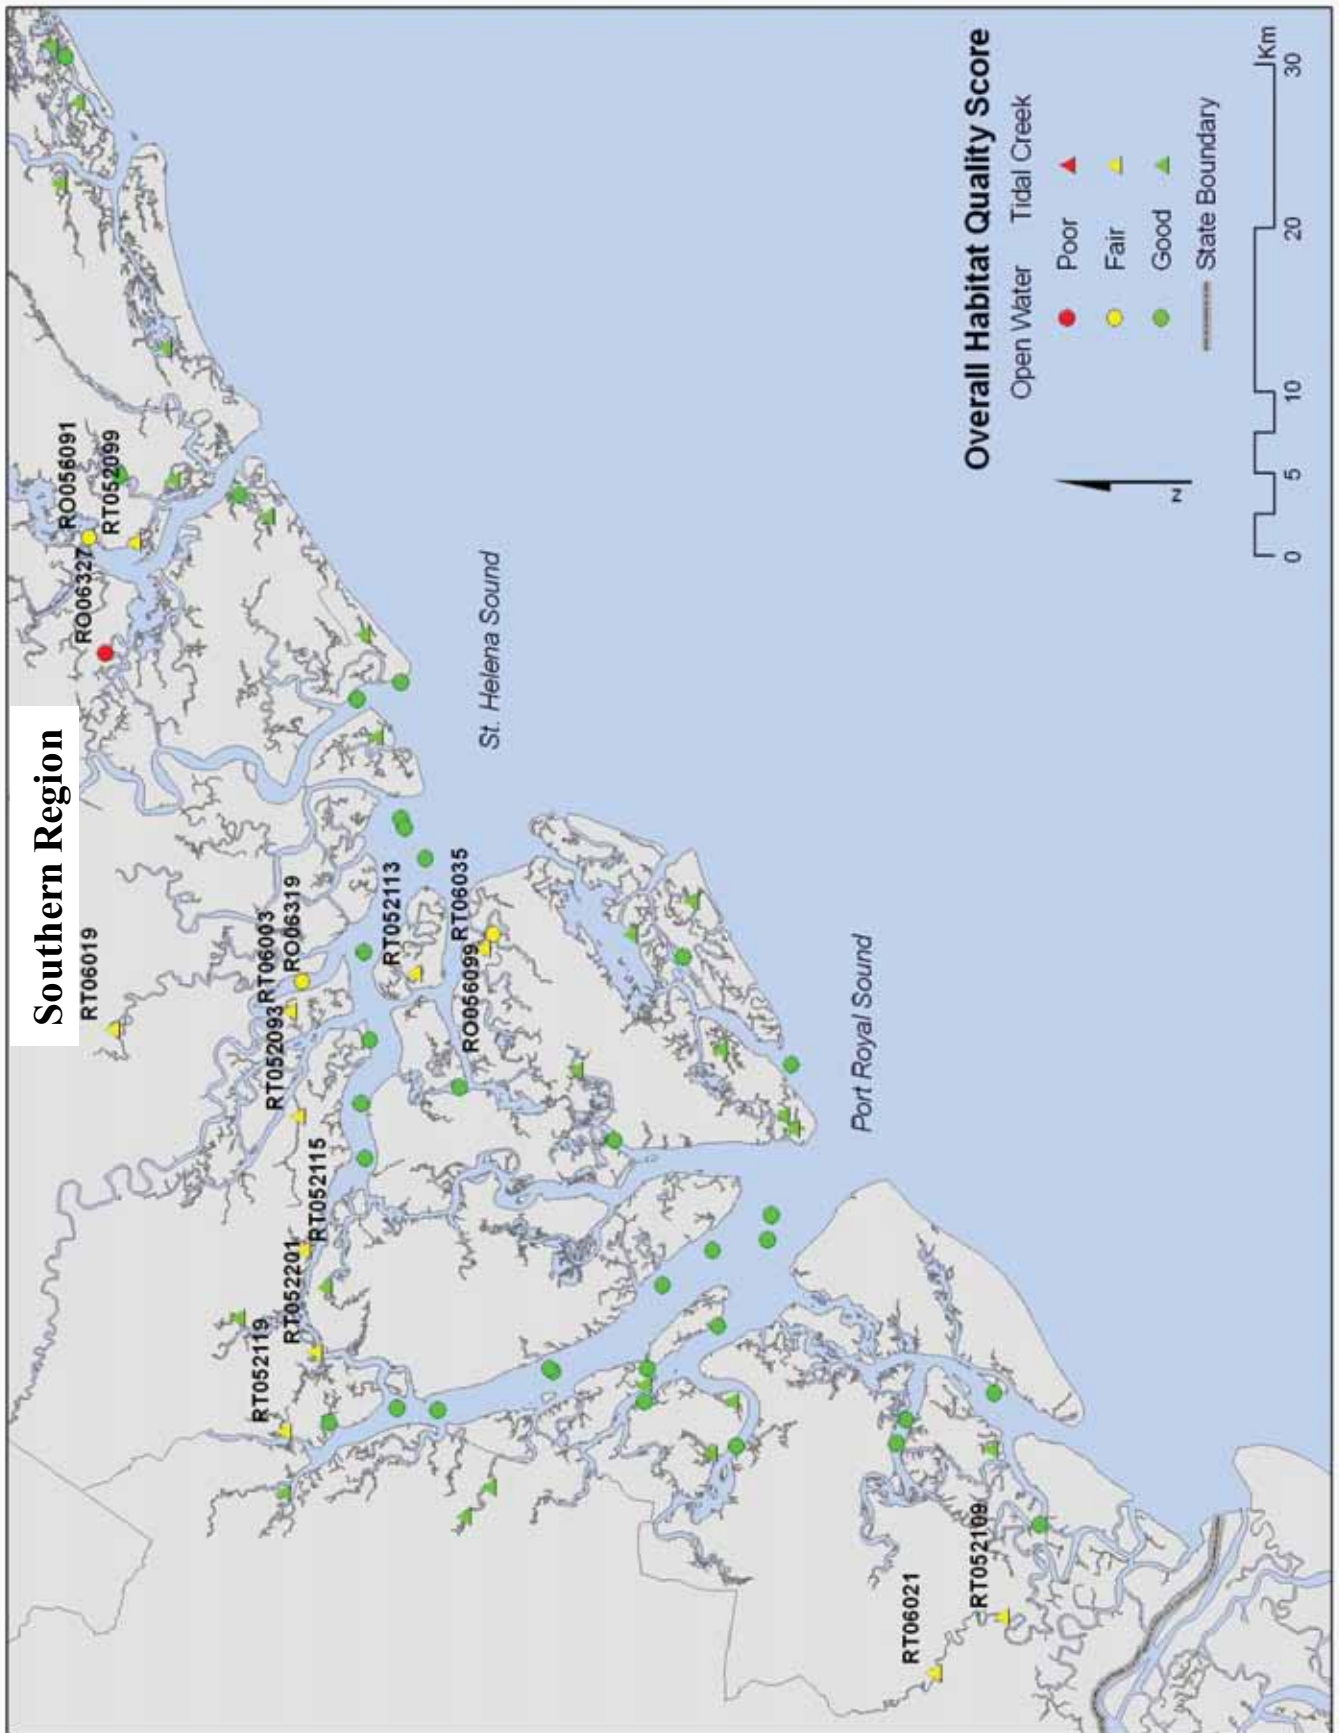 Southern Region
RO056091
RT052099
RO06327
RT06019
RT06003
RO06319
RT052093
RT052113
RT06035
RO056099
RT052115
RT052201
RT052119
RT06021
RT052109
St. Helena Sound
Port Royal Sound
Overall Habitat Quality Score
Open Water Tidal Creek
Poor
Fair
Good
State Boundary
N
0 5 10 20 30
Km